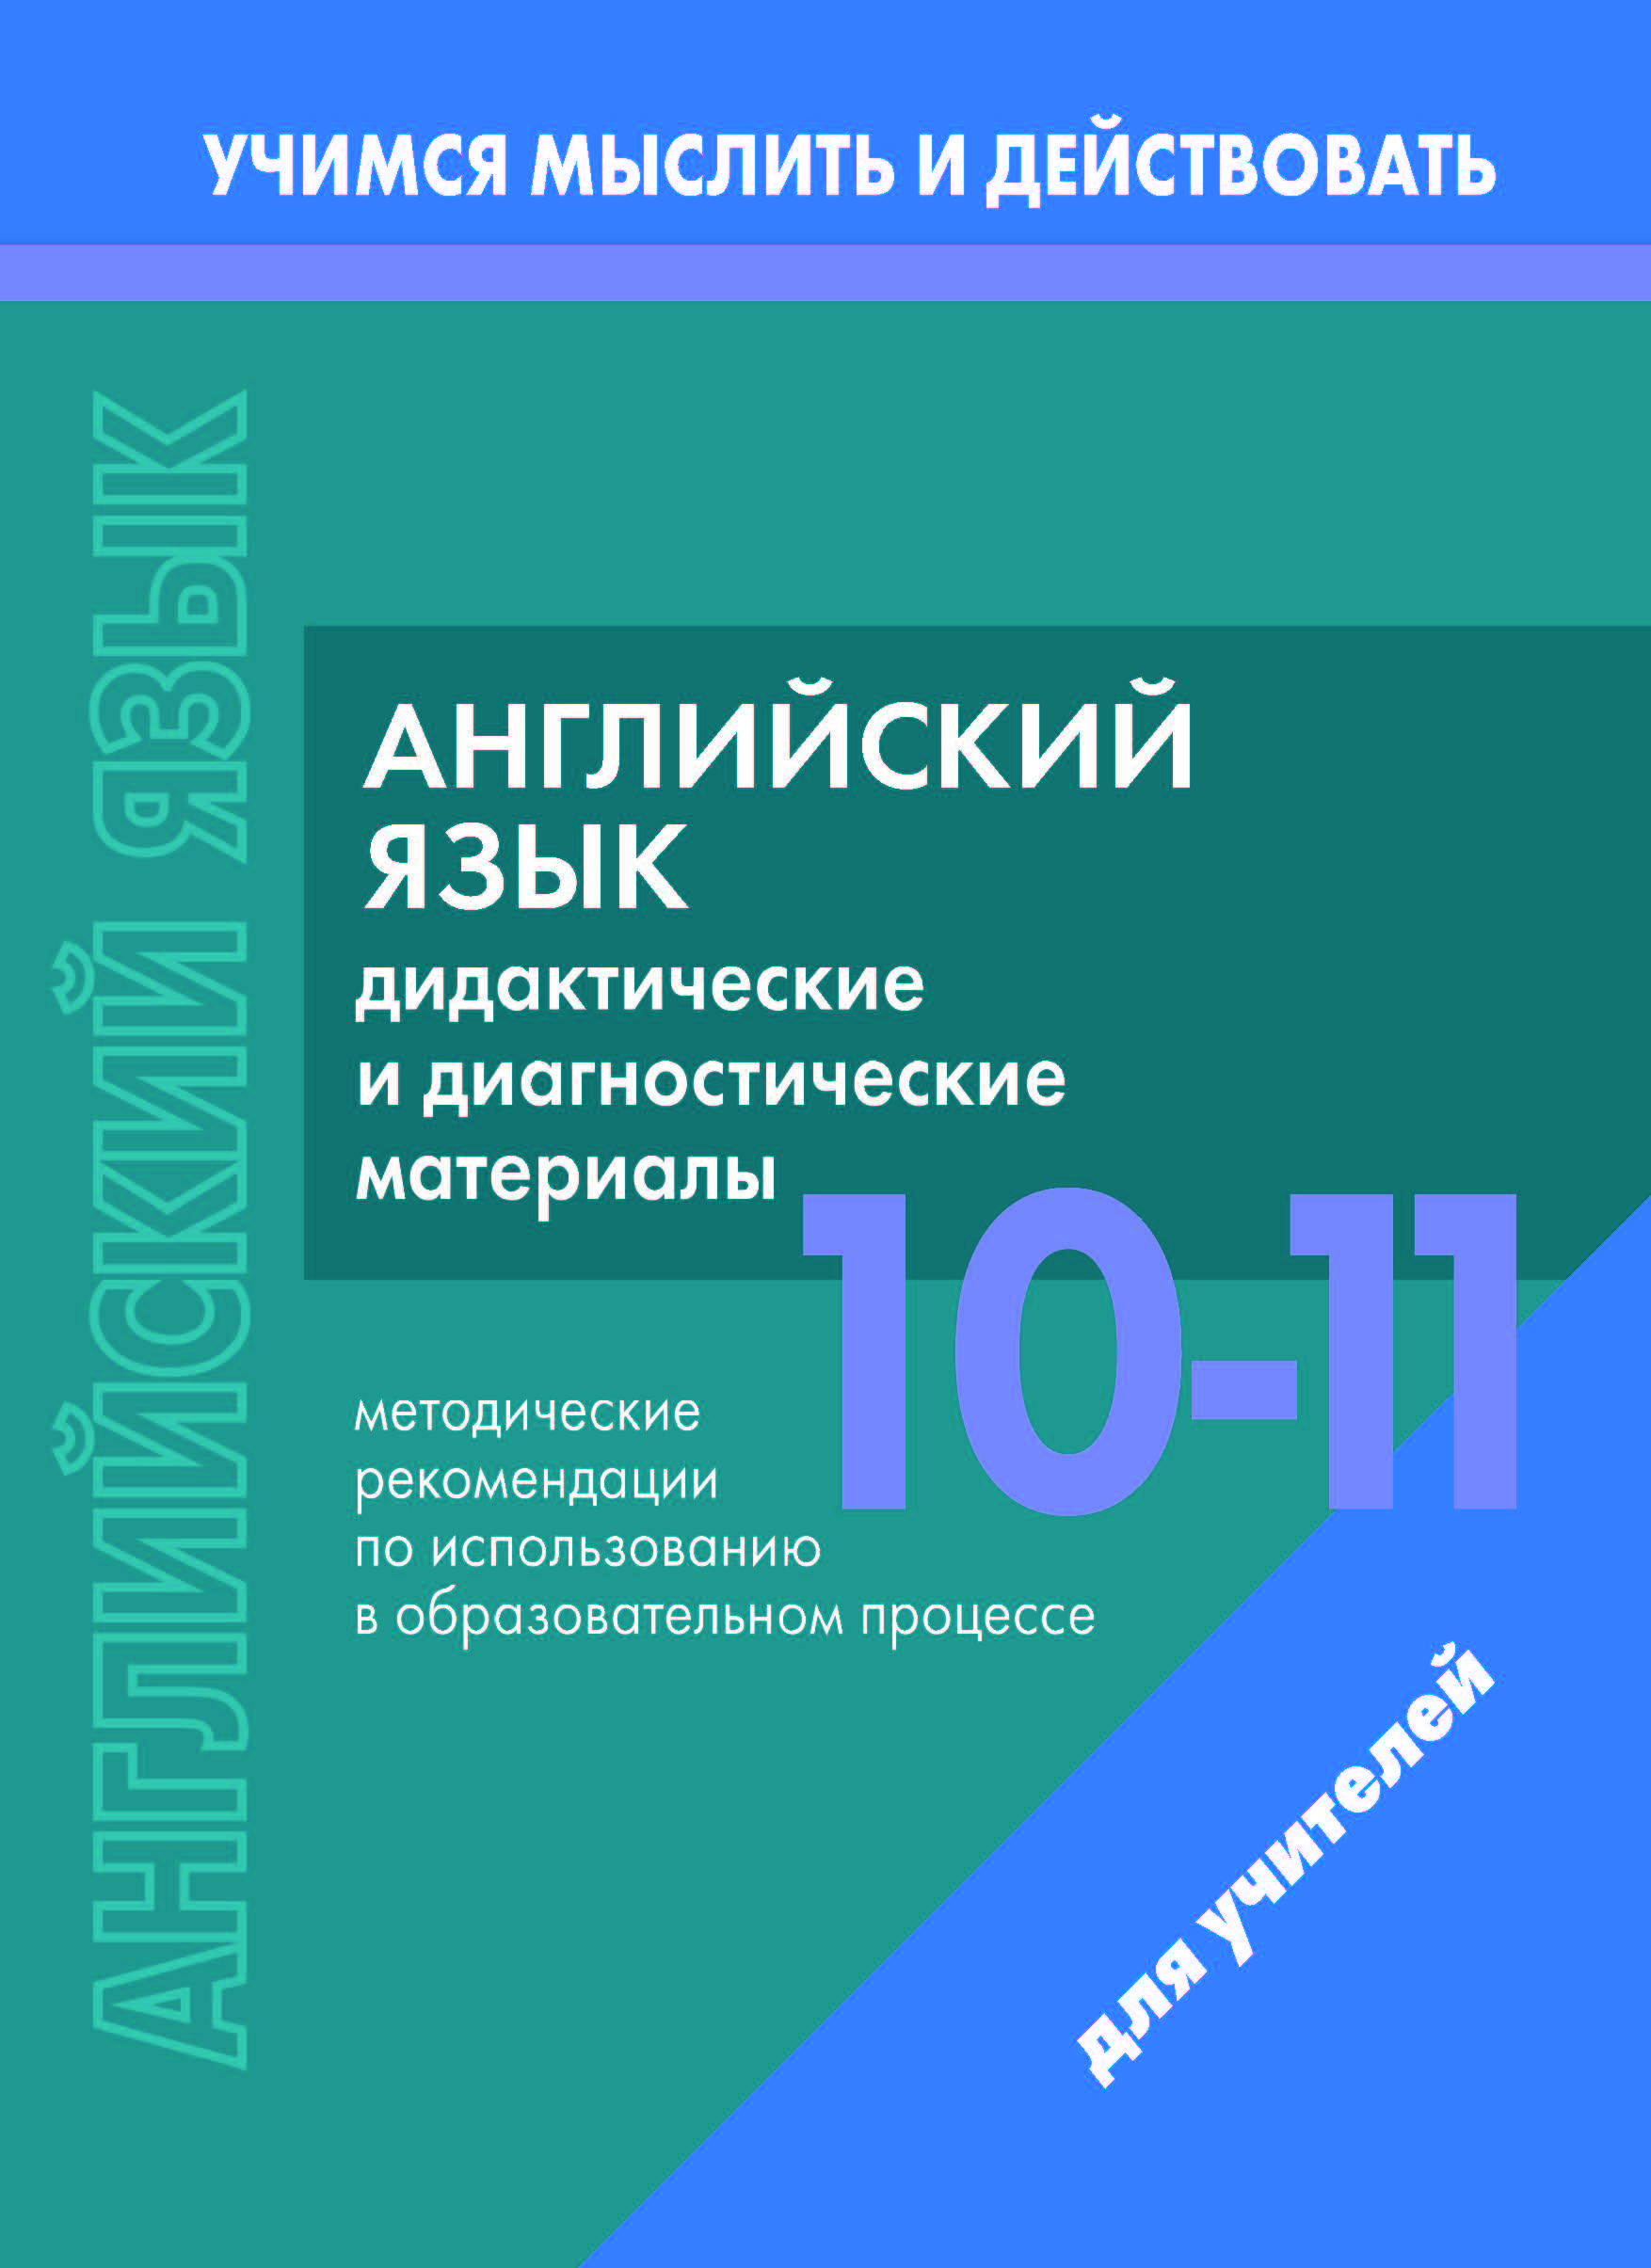 УЧИМСЯ МЫСЛИТЬ И ДЕЙСТВОВАТЬ
АНГЛИЙСКИЙ ЯЗЫК
АНГЛИЙСКИЙ
ЯЗЫК
дидактические
и диагностические
материалы
10–11
методические
рекомендации
по использованию
в образовательном процессе
для учителей